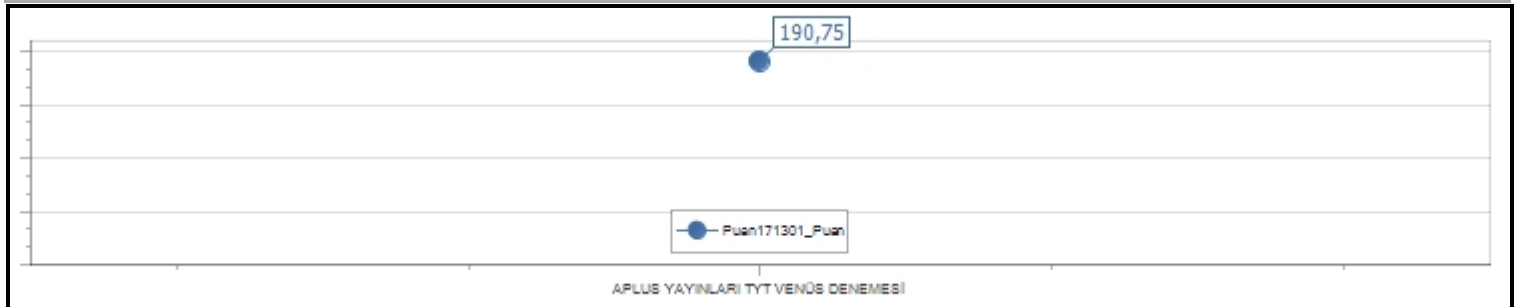 190,75
Puan171301_Puan
APLUS YAYINLARI TYT VENÜS DENEMESİ